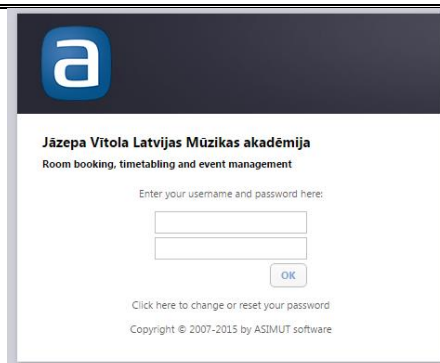 a
Jāzepa Vītola Latvijas Mūzikas akadēmija
Room booking, timetabling and event management
Enter your username and password here:
OK
Click here to change or reset your password
Copyright © 2007-2015 by ASIMUT software